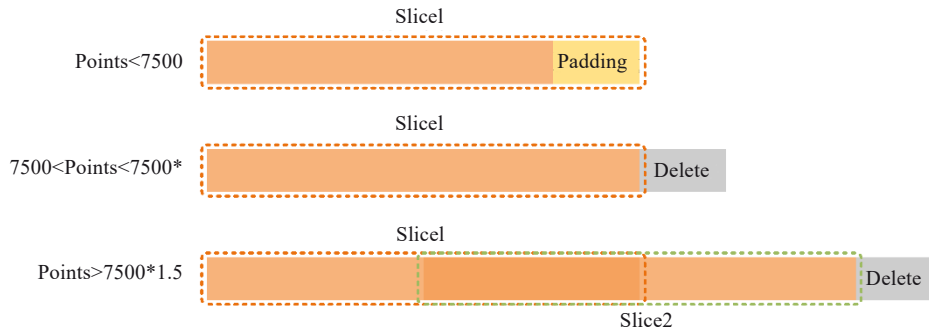 Slicel
Points<7500
Padding
Slicel
7500<Points<7500*
Delete
Slicel
Points>7500*1.5
Delete
Slice2